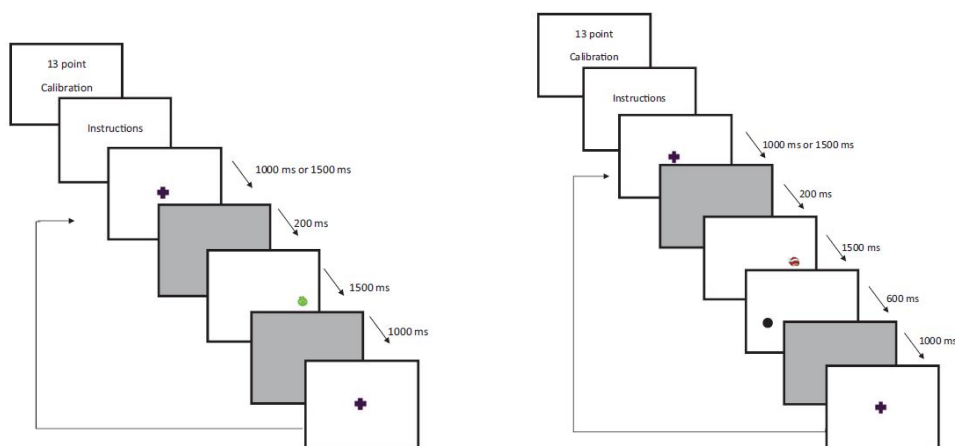 13 point
Calibration
Instructions
1000 ms or 1500 ms
200 ms
1500 ms
1000 ms
13 point
Calibration
Instructions
1000 ms or 1500 ms
200 ms
1500 ms
600 ms
1000 ms